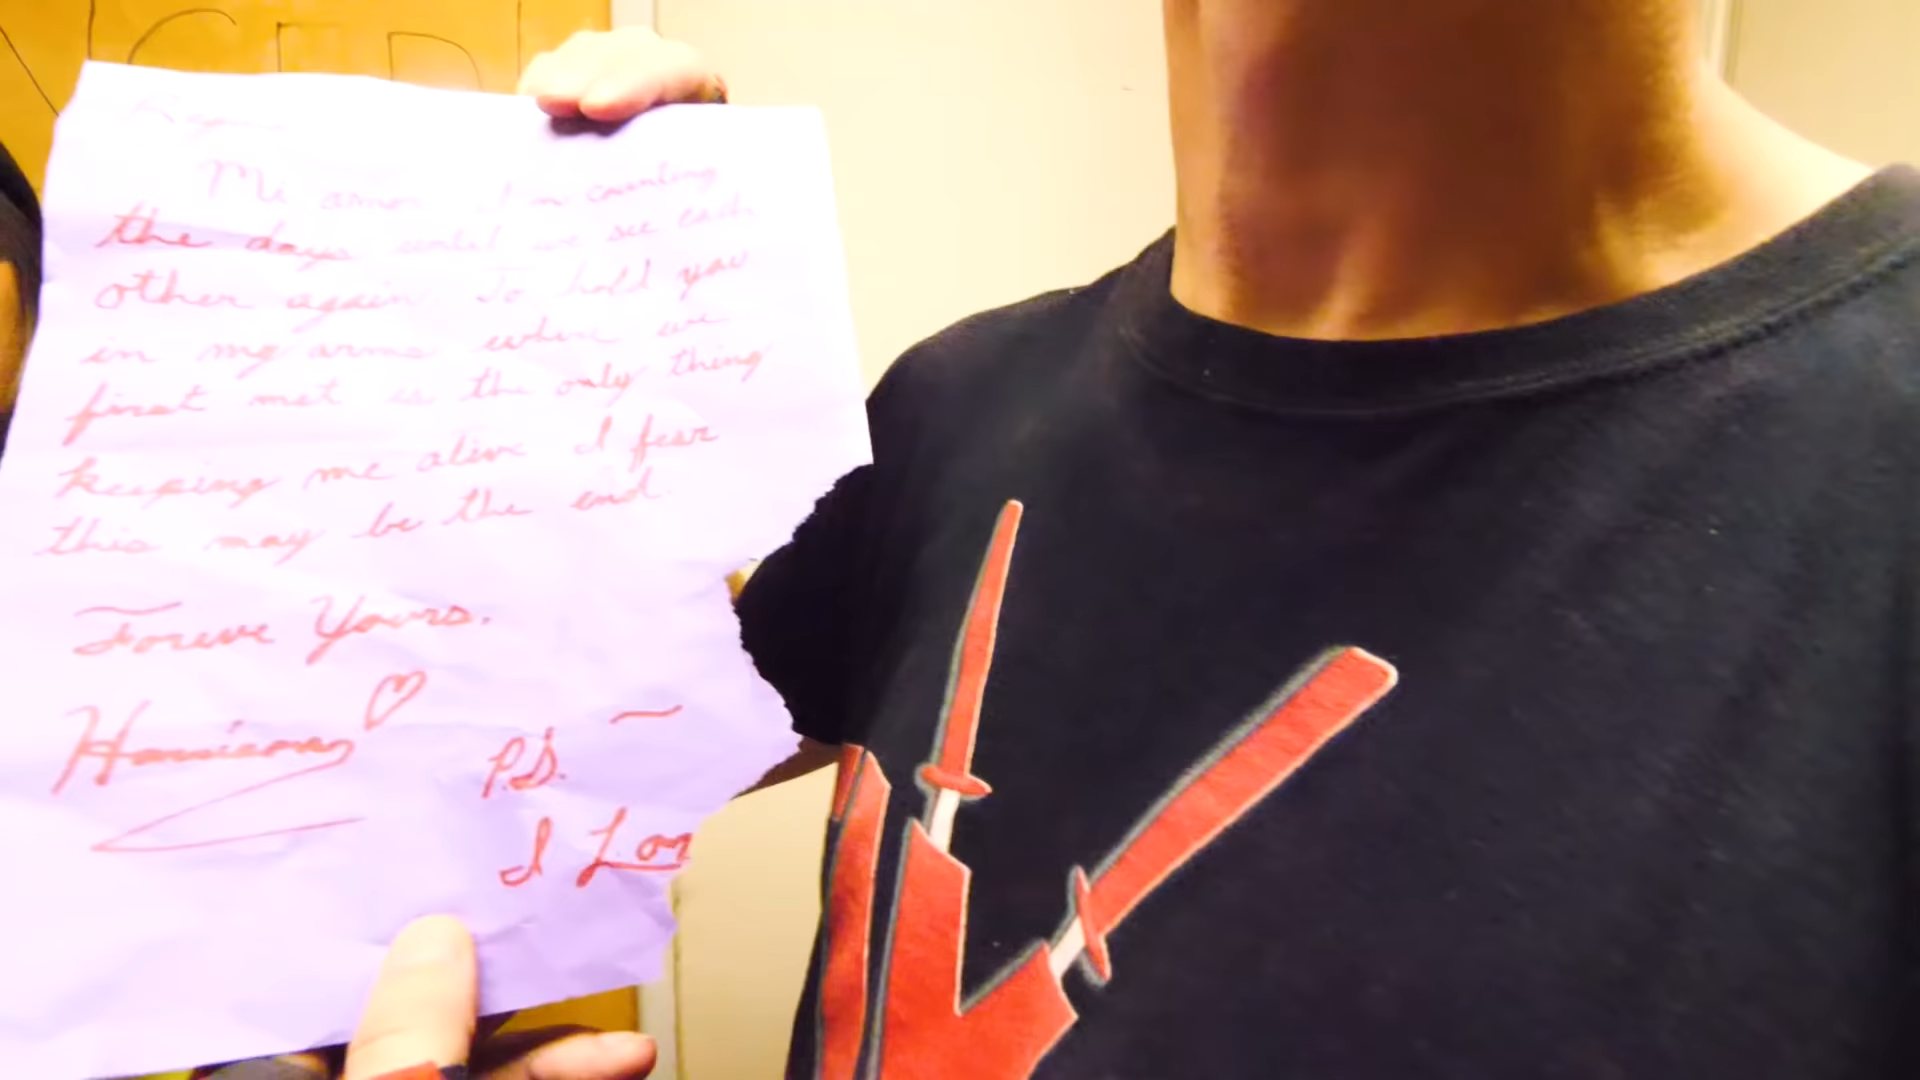 Mi amor I'm counting
the days until we see each
other again. To hold you
in my arms where we
first met is the only thing
keeping me alive I fear
this may be the end.
Yours.
P.S. ~
I Lov